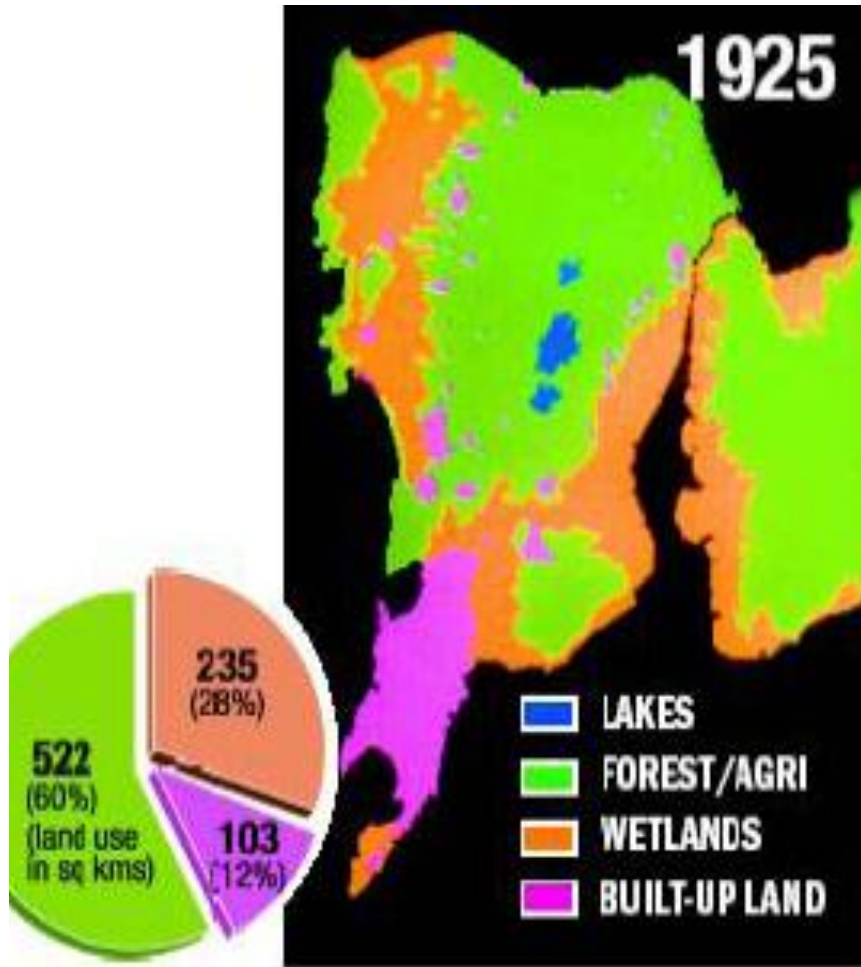 1925
235
(28%)
522
(60%)
(land use
in sq kms)
103
(12%)
LAKES
FOREST/AGRI
WETLANDS
BUILT-UP LAND